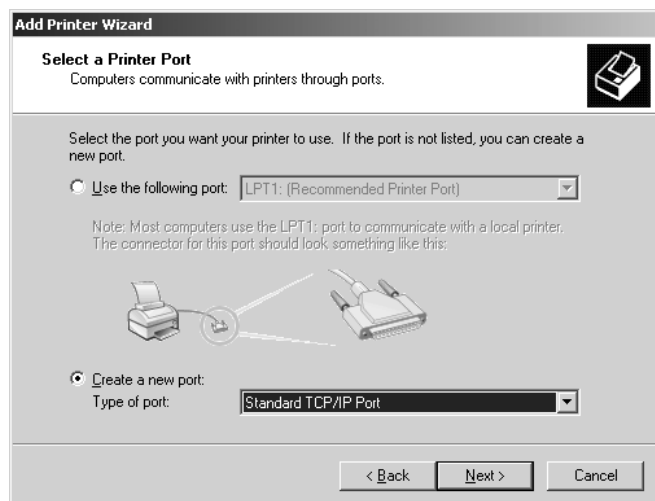 Add Printer Wizard
Select a Printer Port
Computers communicate with printers through ports.
Select the port you want your printer to use. If the port is not listed, you can create a
new port.
Use the following port: LPT1: (Recommended Printer Port)
Note: Most computers use the LPT1: port to communicate with a local printer.
The connector for this port should look something like this:
Create a new port:
Type of port: Standard TCP/IP Port
< Back Next > Cancel